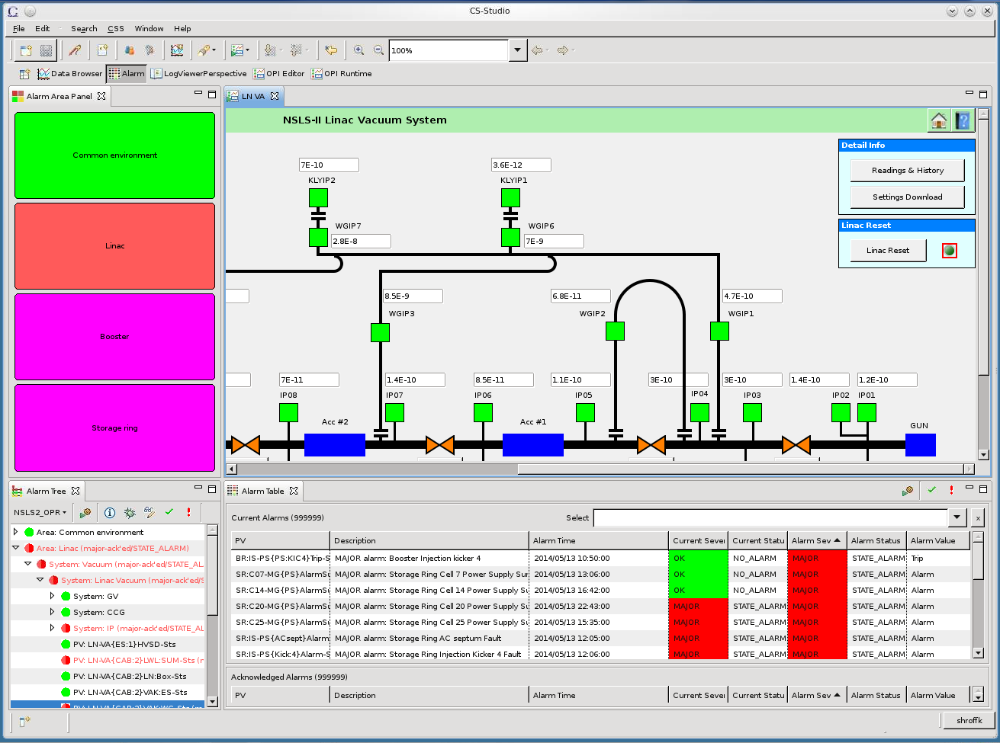 CS-Studio
File Edit Search CSS Window Help
100%
Data Browser Alarm LogViewerPerspective OPI Editor OPI Runtime
Alarm Area Panel
Common environment
Linac
Booster
Storage ring
LN VA
NSLS-II Linac Vacuum System
Detail Info
Readings & History
Settings Download
Linac Reset
Linac Reset
7E-10 3.6E-12
KLYIP2 KLYIP1
WGIP7 WGIP6
2.8E-8 7E-9
8.5E-9 6.8E-11 4.7E-10
WGIP3 WGIP2 WGIP1
7E-11 1.4E-10 8.5E-11 1.1E-10 3E-10 3E-10 1.4E-10 1.2E-10
IP08 IP07 IP06 IP05 IP04 IP03 IP02 IP01
Acc #2 Acc #1 GUN
Alarm Tree
NSLS2_OPR
Area: Common environment
Area: Linac (major-ack'ed/STATE_ALARM)
System: Vacuum (major-ack'ed/STATE_AL
System: Linac Vacuum (major-ack'ed/S
System: GV
System: CCG
System: IP (major-ack'ed/STATE_AL
PV: LN-VA{ES:1}HVSD-Sts
PV: LN-VA{CAB:2}LWL:SUM-Sts (m
PV: LN-VA{CAB:2}LN:Box-Sts
PV: LN-VA{CAB:2}VAK:ES-Sts
PV: LN-VA{CAB:2}VAK:WG-Sts (m
Alarm Table
Current Alarms (999999) Select x
PV Description Alarm Time Current Sever Current Statu Alarm Sev Alarm Status Alarm Value
BR:IS-PS{PS:KIC4}Trip-S MAJOR alarm: Booster Injection kicker 4 2014/05/13 10:50:00 OK NO_ALARM MAJOR STATE_ALARM Trip
SR:C07-MG{PS}AlarmSu MAJOR alarm: Storage Ring Cell 7 Power Supply Sur 2014/05/13 13:06:00 OK NO_ALARM MAJOR STATE_ALARM Alarm
SR:C14-MG{PS}AlarmSu MAJOR alarm: Storage Ring Cell 14 Power Supply Su 2014/05/13 16:42:00 OK NO_ALARM MAJOR STATE_ALARM Alarm
SR:C20-MG{PS}AlarmSu MAJOR alarm: Storage Ring Cell 20 Power Supply Su 2014/05/13 22:43:00 MAJOR STATE_ALARM MAJOR STATE_ALARM Alarm
SR:C25-MG{PS}AlarmSu MAJOR alarm: Storage Ring Cell 25 Power Supply Su 2014/05/13 15:35:00 MAJOR STATE_ALARM MAJOR STATE_ALARM Alarm
SR:IS-PS{ACsept}Alarm MAJOR alarm: Storage Ring AC septum Fault 2014/05/13 12:05:00 MAJOR STATE_ALARM MAJOR STATE_ALARM Alarm
SR:IS-PS{Kick:4}Alarm-S MAJOR alarm: Storage Ring Injection Kicker 4 Fault 2014/05/13 12:06:00 MAJOR STATE_ALARM MAJOR STATE_ALARM Alarm
Acknowledged Alarms (999999)
PV Description Alarm Time Current Sever Current Statu Alarm Sev Alarm Status Alarm Value
shroffk